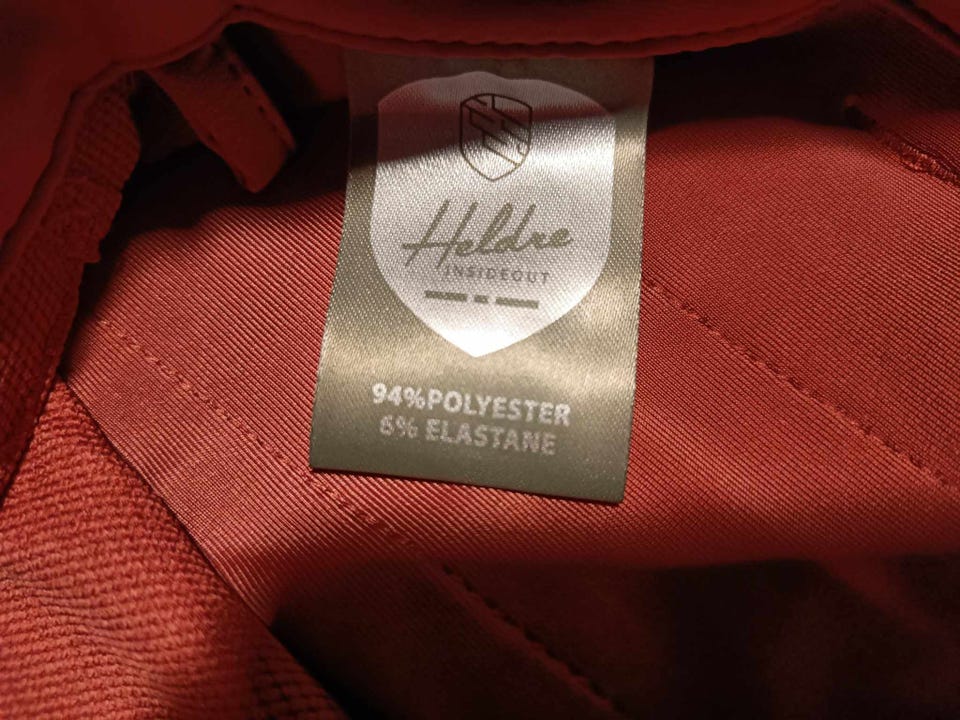 Heldre
INSIDEOUT
94%POLYESTER
6% ELASTANE